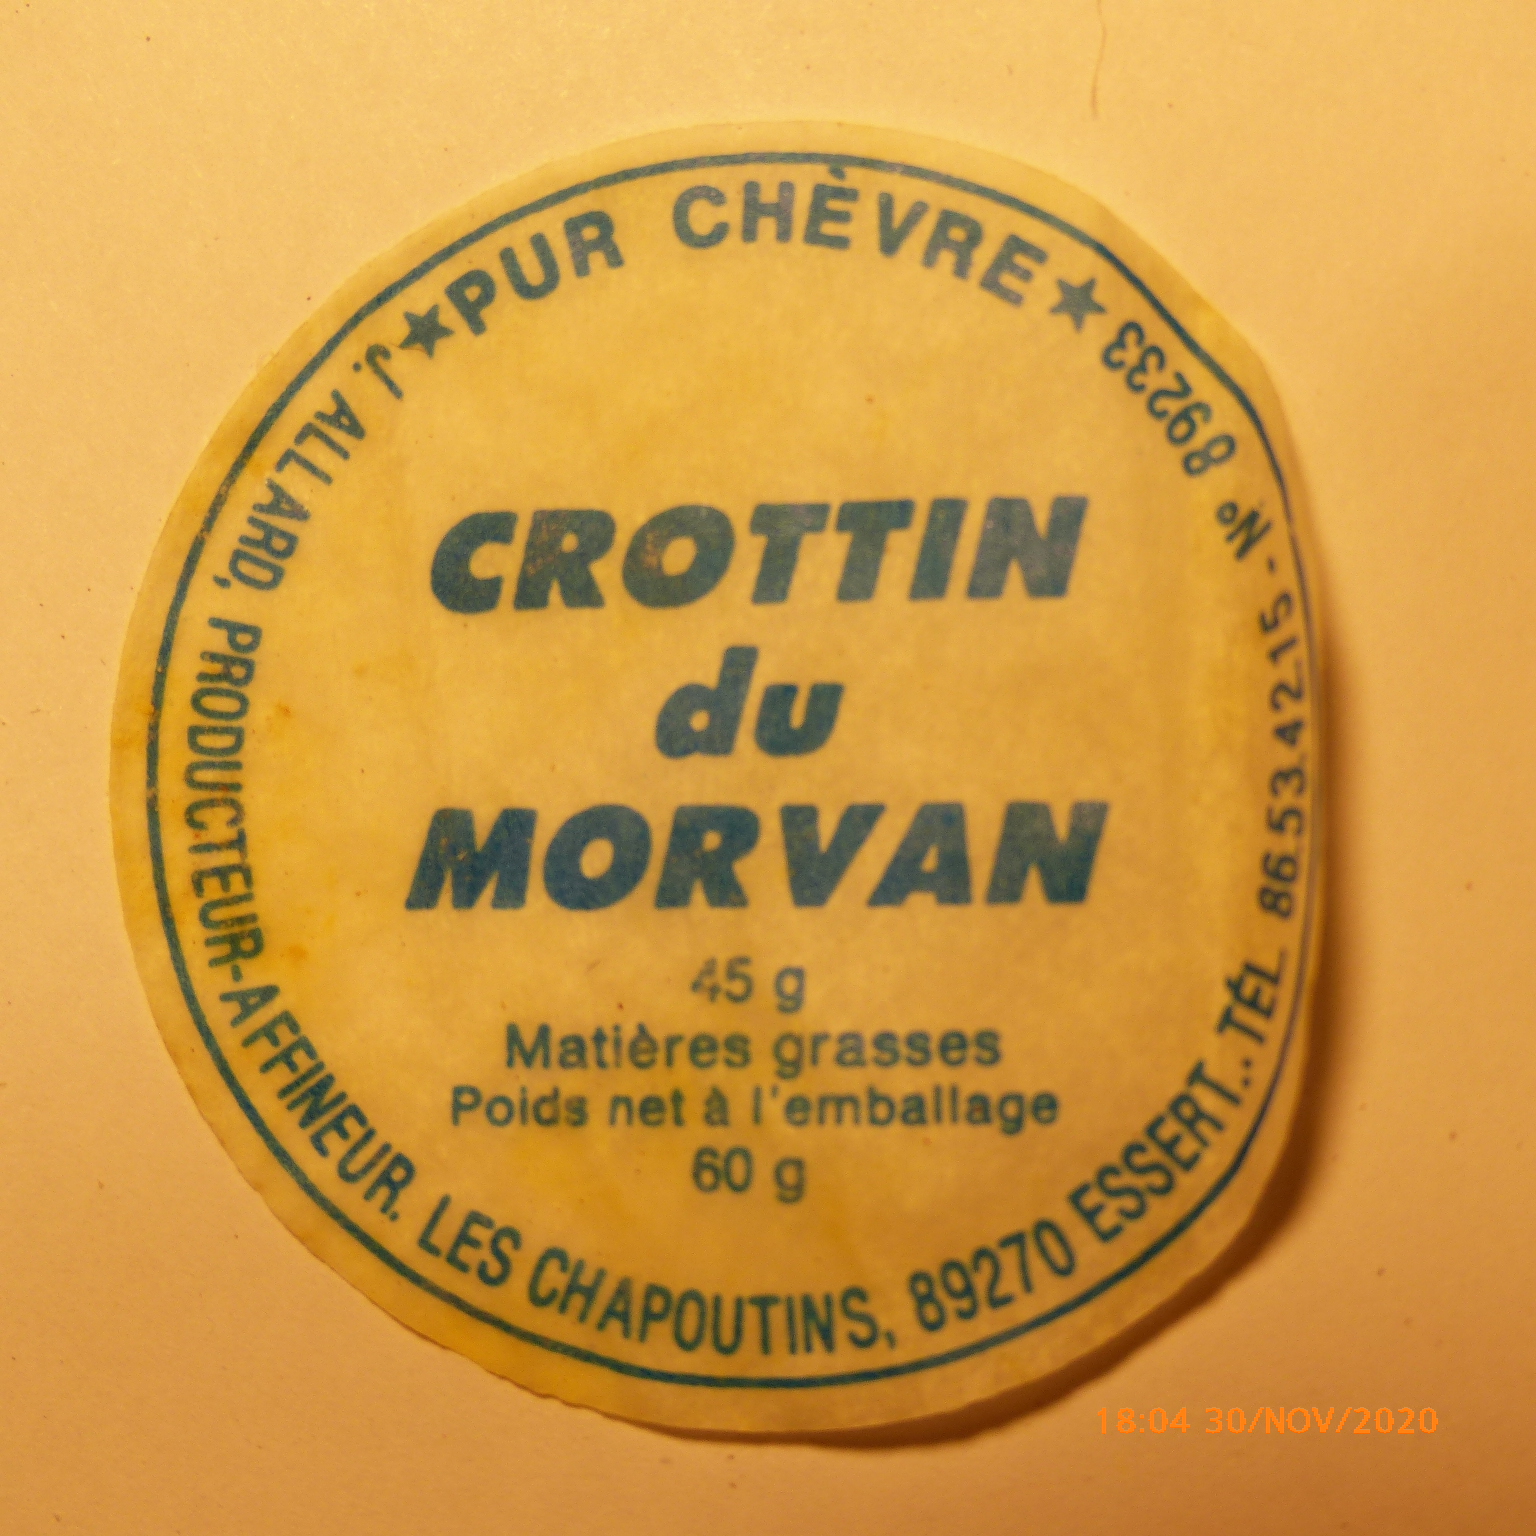 ★ PUR CHÈVRE ★
J. ALLARD, PRODUCTEUR-AFFINEUR. LES CHAPOUTINS, 89270 ESSERT.. TÉL. 86.53.42.15 - N° 89233
CROTTIN
du
MORVAN
45 g
Matières grasses
Poids net à l'emballage
60 g
18:04 30/NOV/2020